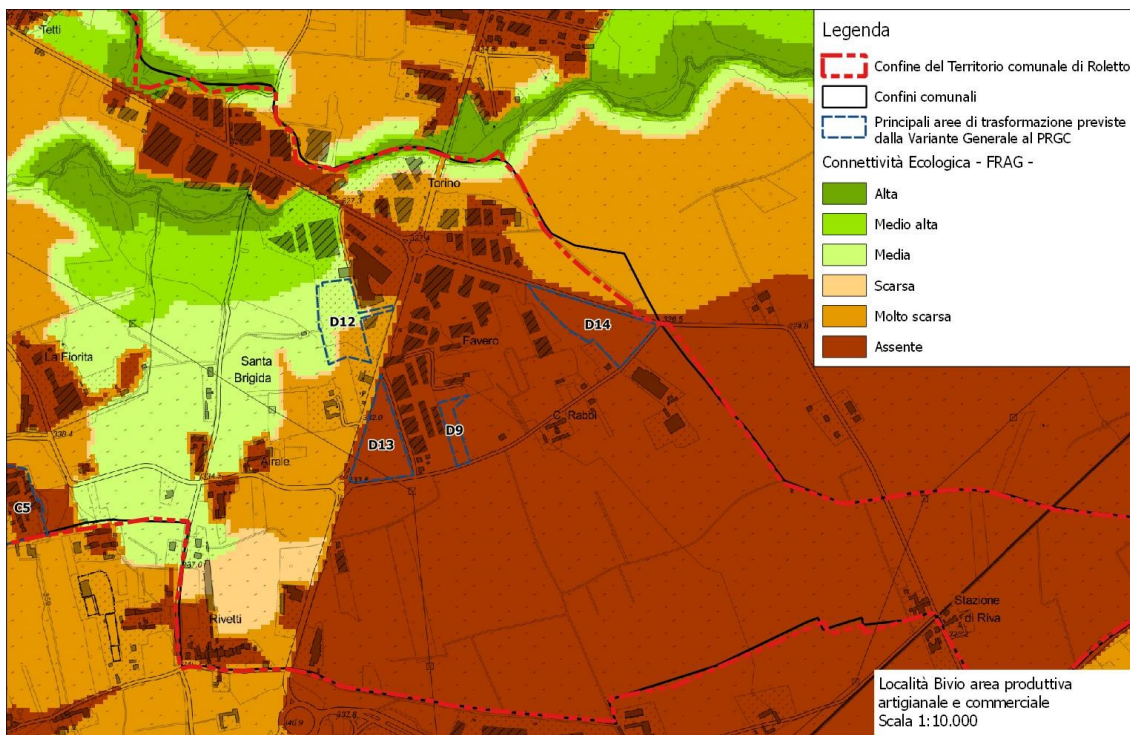 Legenda
Confine del Territorio comunale di Roletto
Confini comunali
Principali aree di trasformazione previste
dalla Variante Generale al PRGC
Connettività Ecologica - FRAG -
Alta
Medio alta
Media
Scarsa
Molto scarsa
Assente
Tetti
Torino
D12
D14
Favero
La Fiorita
Santa
Brigida
C. Rabbi
D9
D13
338.4
Airale
C5
Rivetti
Stazione
di Riva
Località Bivio area produttiva
artigianale e commerciale
Scala 1:10.000